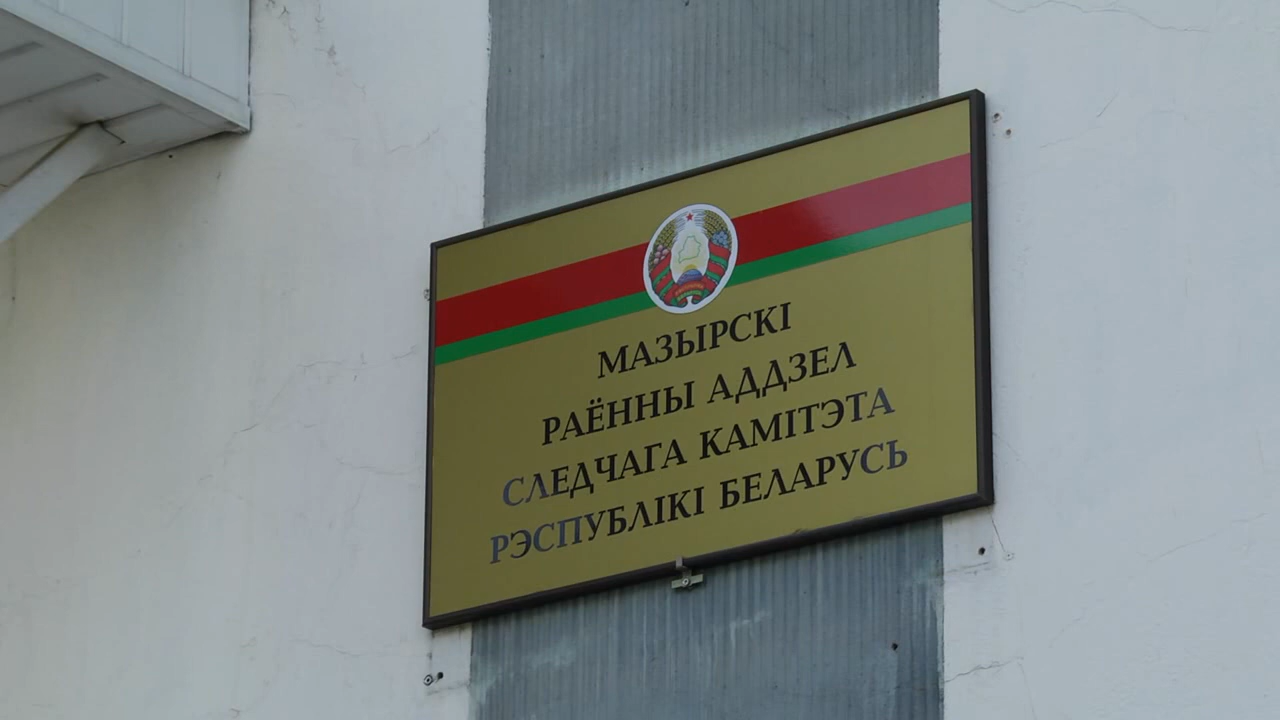 МАЗЫРСКІ
РАЁННЫ АДДЗЕЛ
СЛЕДЧАГА КАМІТЭТА
РЭСПУБЛІКІ БЕЛАРУСЬ